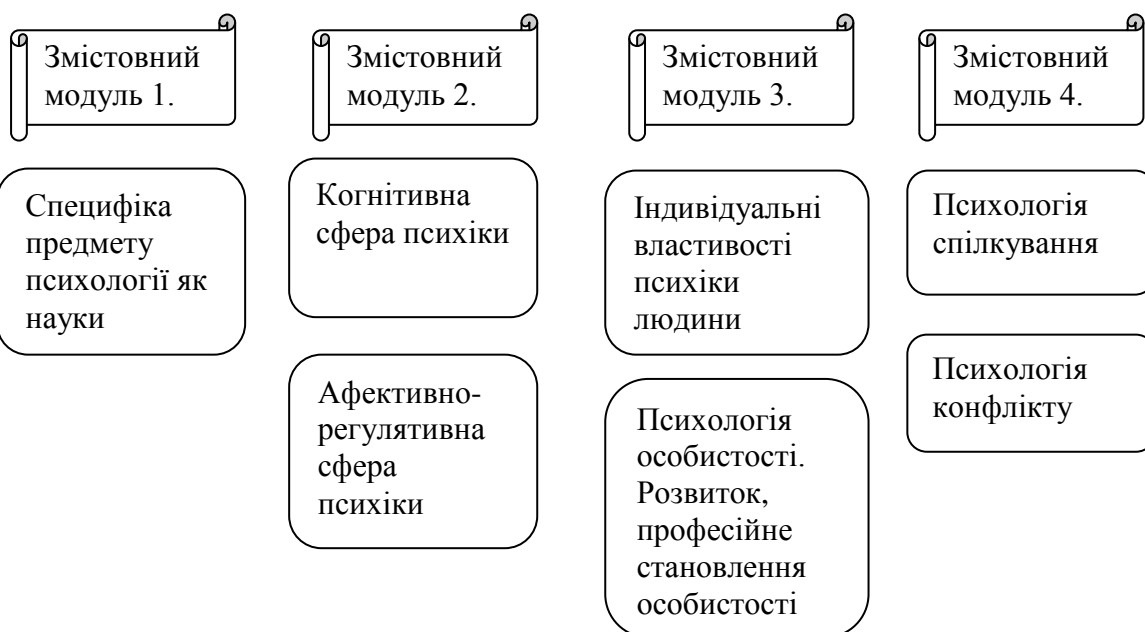 Змістовний
модуль 1.
Змістовний
модуль 2.
Змістовний
модуль 3.
Змістовний
модуль 4.
Специфіка
предмету
психології як
науки
Когнітивна
сфера психіки
Афективно-
регулятивна
сфера
психіки
Індивідуальні
властивості
психіки
людини
Психологія
особистості.
Розвиток,
професійне
становлення
особистості
Психологія
спілкування
Психологія
конфлікту